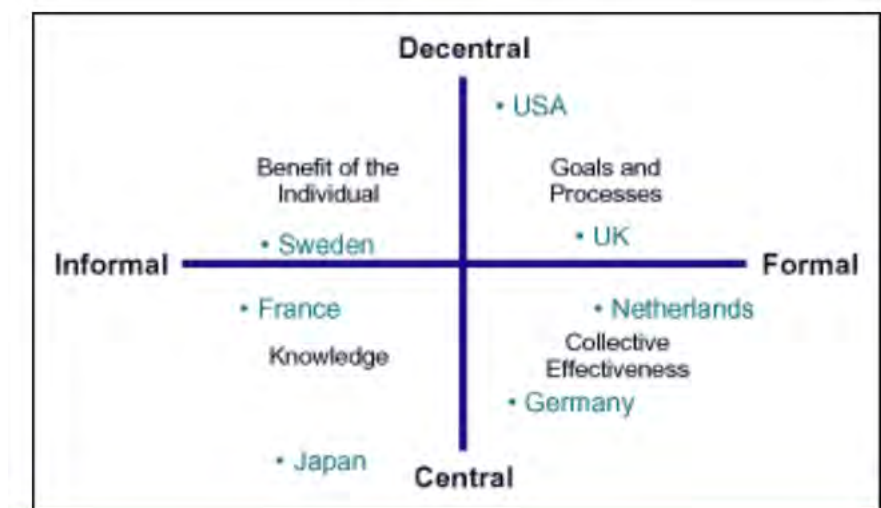 Decentral
• USA
Benefit of the
Individual
Goals and
Processes
• Sweden
• UK
Informal
Formal
• France
• Netherlands
Knowledge
Collective
Effectiveness
• Germany
• Japan
Central